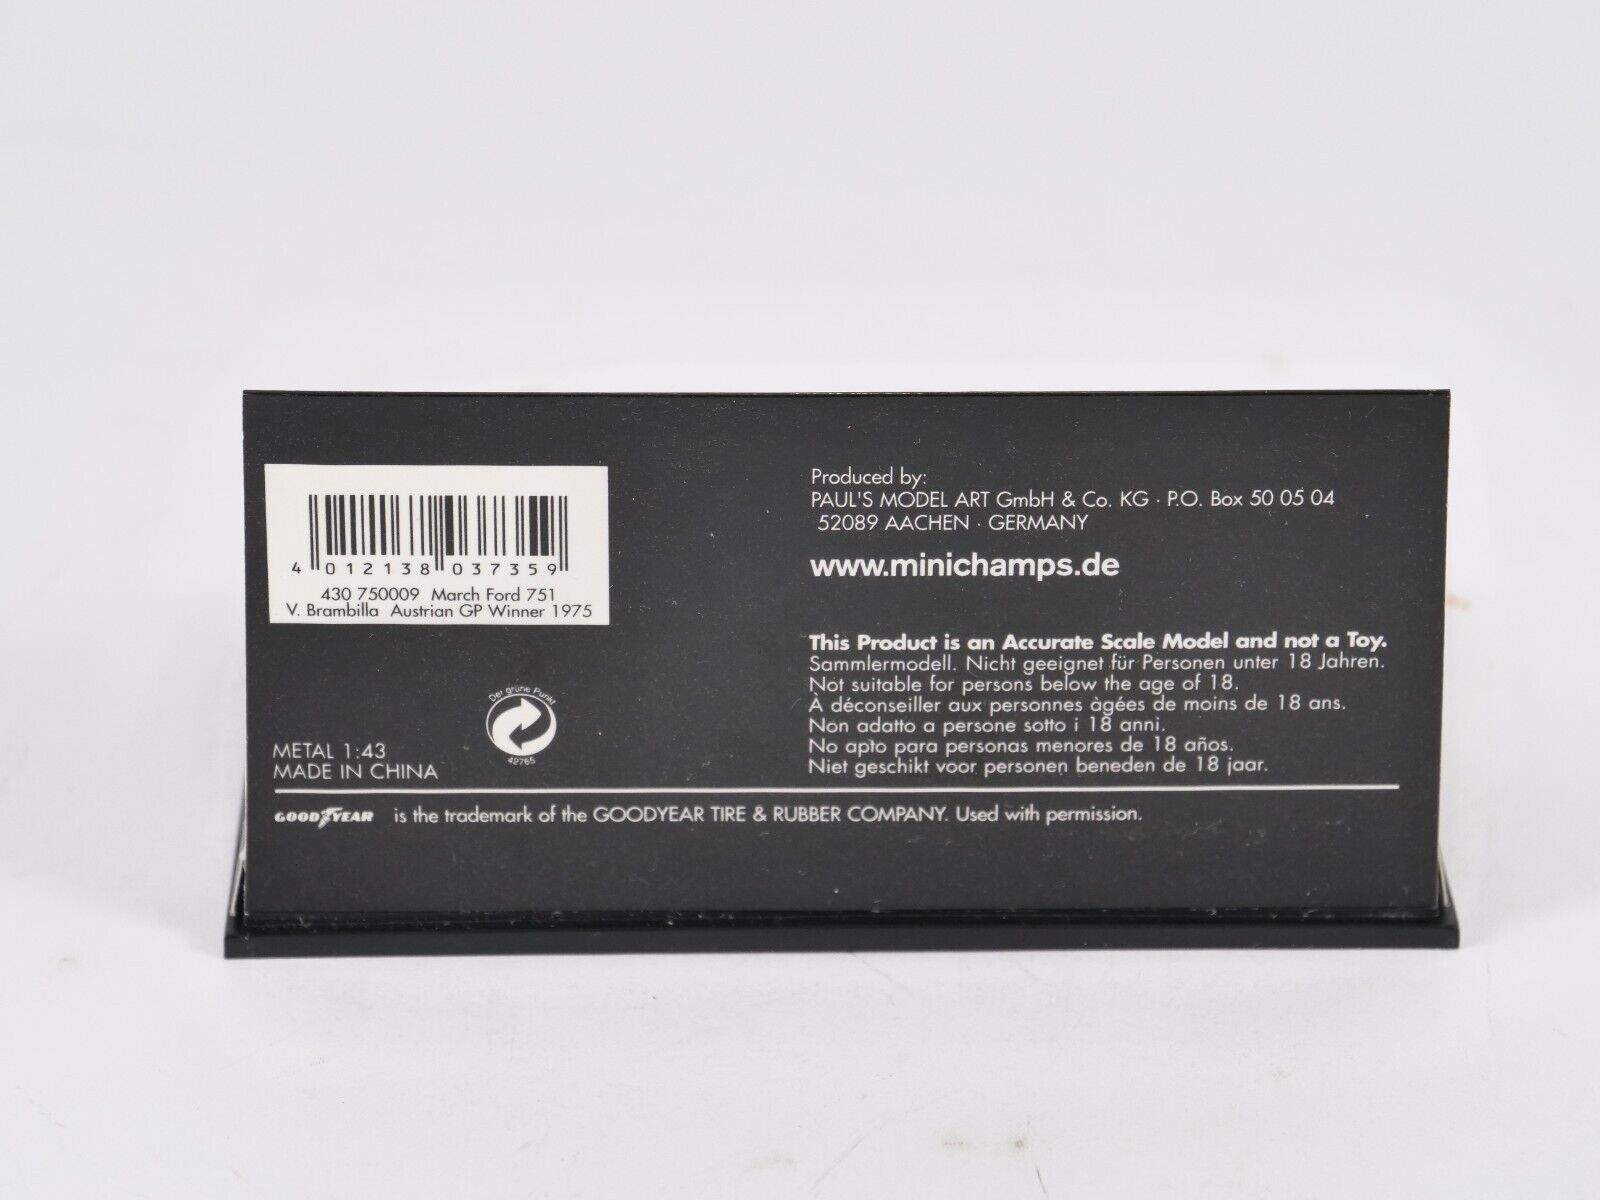 4 012138 037359
430 750009 March Ford 751
V. Brambilla Austrian GP Winner 1975
Der grüne Punkt
42765
METAL 1:43
MADE IN CHINA
Produced by:
PAUL'S MODEL ART GmbH & Co. KG · P.O. Box 50 05 04
52089 AACHEN · GERMANY
www.minichamps.de
This Product is an Accurate Scale Model and not a Toy.
Sammlermodell. Nicht geeignet für Personen unter 18 Jahren.
Not suitable for persons below the age of 18.
À déconseiller aux personnes àgées de moins de 18 ans.
Non adatto a persone sotto i 18 anni.
No apto para personas menores de 18 años.
Niet geschikt voor personen beneden de 18 jaar.
GOODYEAR is the trademark of the GOODYEAR TIRE & RUBBER COMPANY. Used with permission.